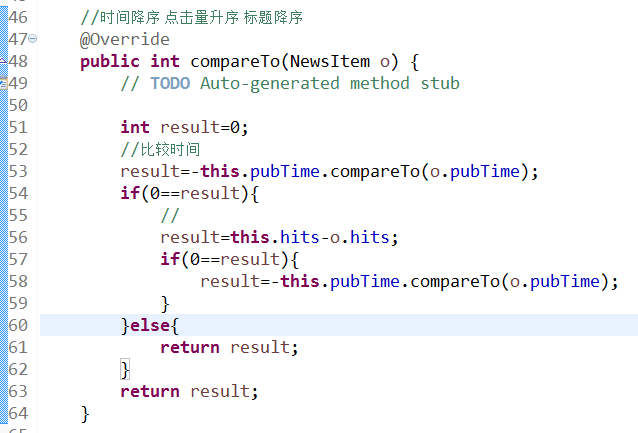 46 //时间降序 点击量升序 标题降序
47 @Override
48 public int compareTo(NewsItem o) {
49 // TODO Auto-generated method stub
50
51 int result=0;
52 //比较时间
53 result=-this.pubTime.compareTo(o.pubTime);
54 if(0==result){
55 //
56 result=this.hits-o.hits;
57 if(0==result){
58 result=-this.pubTime.compareTo(o.pubTime);
59 }
60 }else{
61 return result;
62 }
63 return result;
64 }